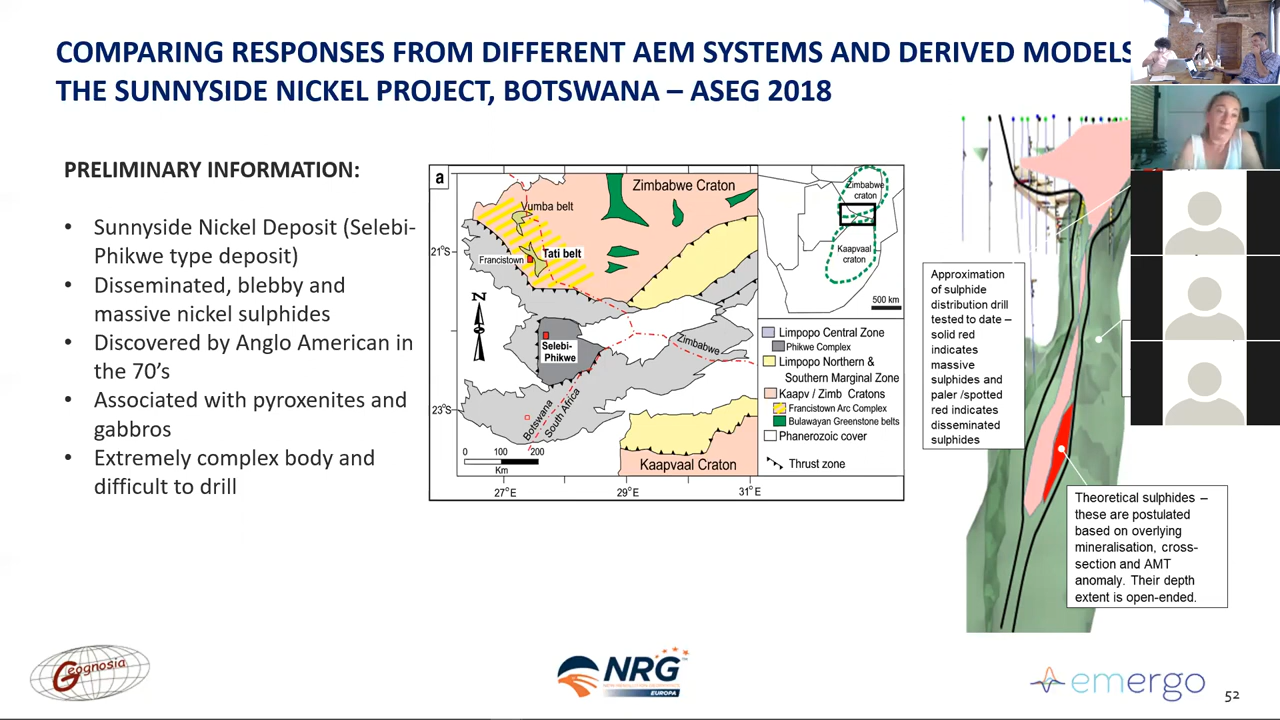 COMPARING RESPONSES FROM DIFFERENT AEM SYSTEMS AND DERIVED MODELS
THE SUNNYSIDE NICKEL PROJECT, BOTSWANA – ASEG 2018
PRELIMINARY INFORMATION:
• Sunnyside Nickel Deposit (Selebi-
Phikwe type deposit)
• Disseminated, blebby and
massive nickel sulphides
• Discovered by Anglo American in
the 70's
• Associated with pyroxenites and
gabbros
• Extremely complex body and
difficult to drill
a
Zimbabwe Craton
Vumba belt
21°S
Tati belt
Francistown
N
Selebi-
Phikwe
Zimbabwe
23°S
Botswana
South Africa
0 100 200
Km
Kaapvaal Craton
27°E
29°E
31°E
Zimbabwe
craton
Kaapvaal
craton
500 km
Limpopo Central Zone
Phikwe Complex
Limpopo Northern &
Southern Marginal Zone
Kaapv / Zimb Cratons
Francistown Arc Complex
Bulawayan Greenstone belts
Phanerozoic cover
Thrust zone
Approximation
of sulphide
distribution drill
tested to date –
solid red
indicates
massive
sulphides and
paler /spotted
red indicates
disseminated
sulphides
Theoretical sulphides –
these are postulated
based on overlying
mineralisation, cross-
section and AMT
anomaly. Their depth
extent is open-ended.
Geognosia
NRG
EUROPA
emergo
52